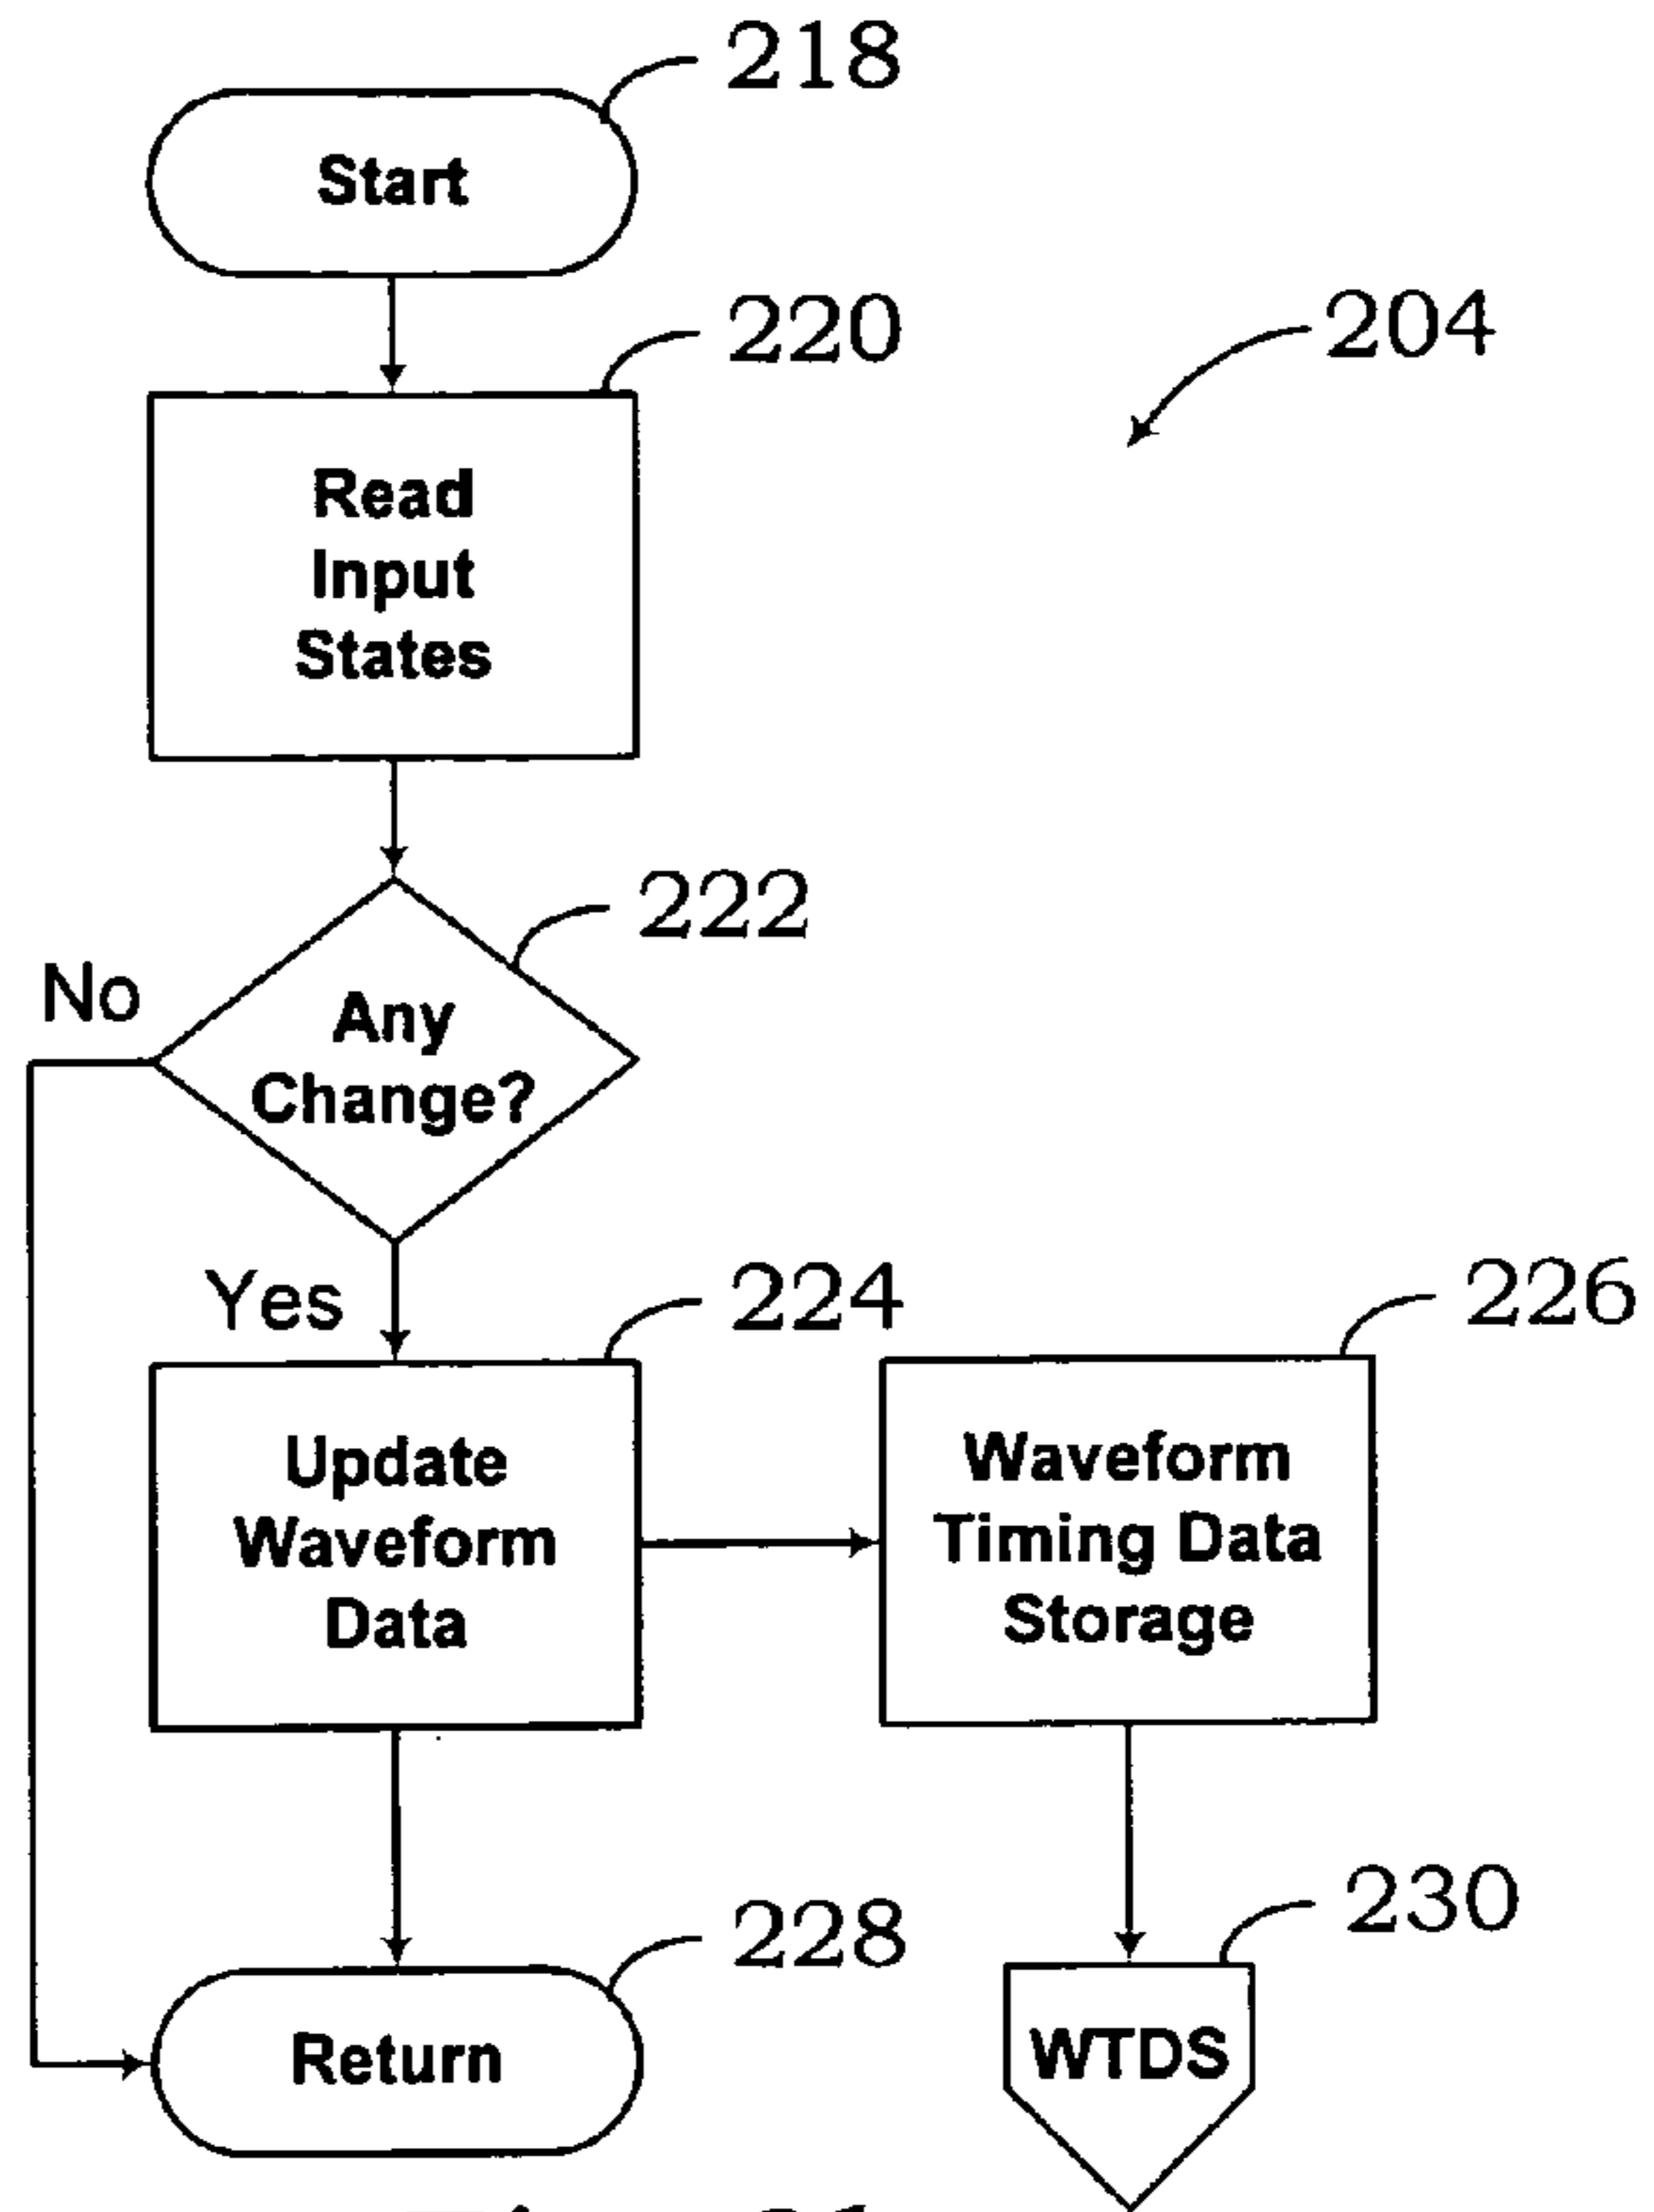 218
Start
220
204
Read
Input
States
222
No
Any
Change?
Yes
224
226
Update
Waveform
Data
Waveform
Timing Data
Storage
228
230
Return
WTDS